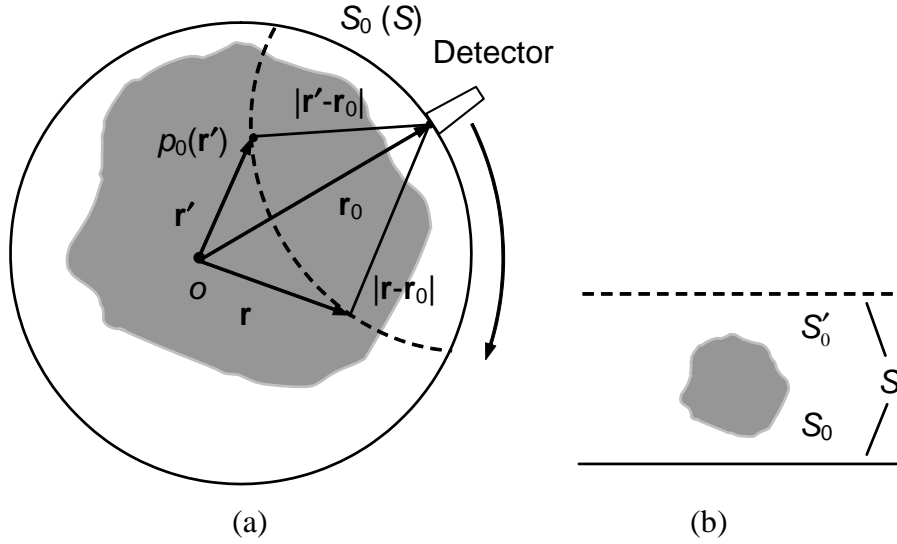 S₀ (S)
Detector
|r′-r₀|
p₀(r′)
r′
r₀
o
r
|r-r₀|
S′₀
S
S₀
(a)
(b)